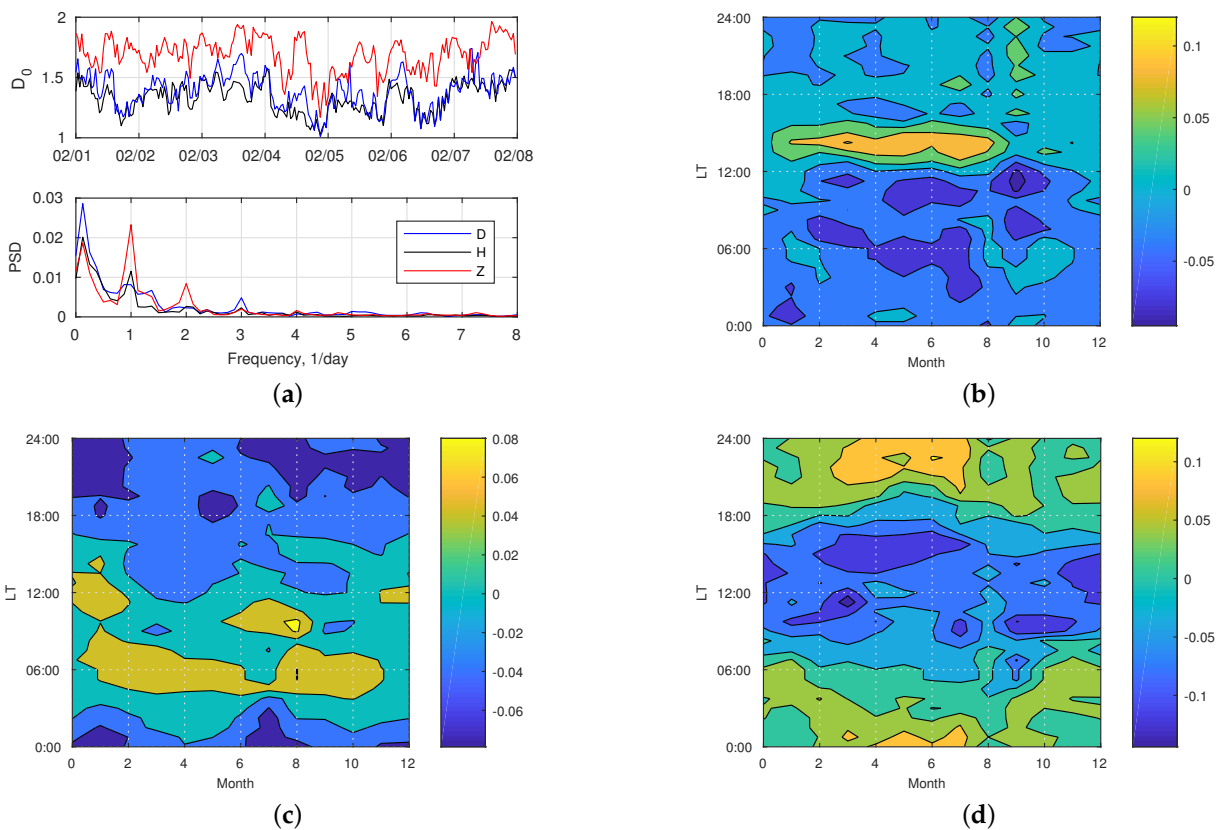 2
1.5
1
D0
02/01 02/02 02/03 02/04 02/05 02/06 02/07 02/08
0.03
0.02
0.01
0
PSD
D
H
Z
0 1 2 3 4 5 6 7 8
Frequency, 1/day
(a)
24:00
18:00
12:00
06:00
0:00
LT
0 2 4 6 8 10 12
Month
0.1
0.05
0
-0.05
(b)
24:00
18:00
12:00
06:00
0:00
LT
0 2 4 6 8 10 12
Month
0.08
0.06
0.04
0.02
0
-0.02
-0.04
-0.06
(c)
24:00
18:00
12:00
06:00
0:00
LT
0 2 4 6 8 10 12
Month
0.1
0.05
0
-0.05
-0.1
(d)